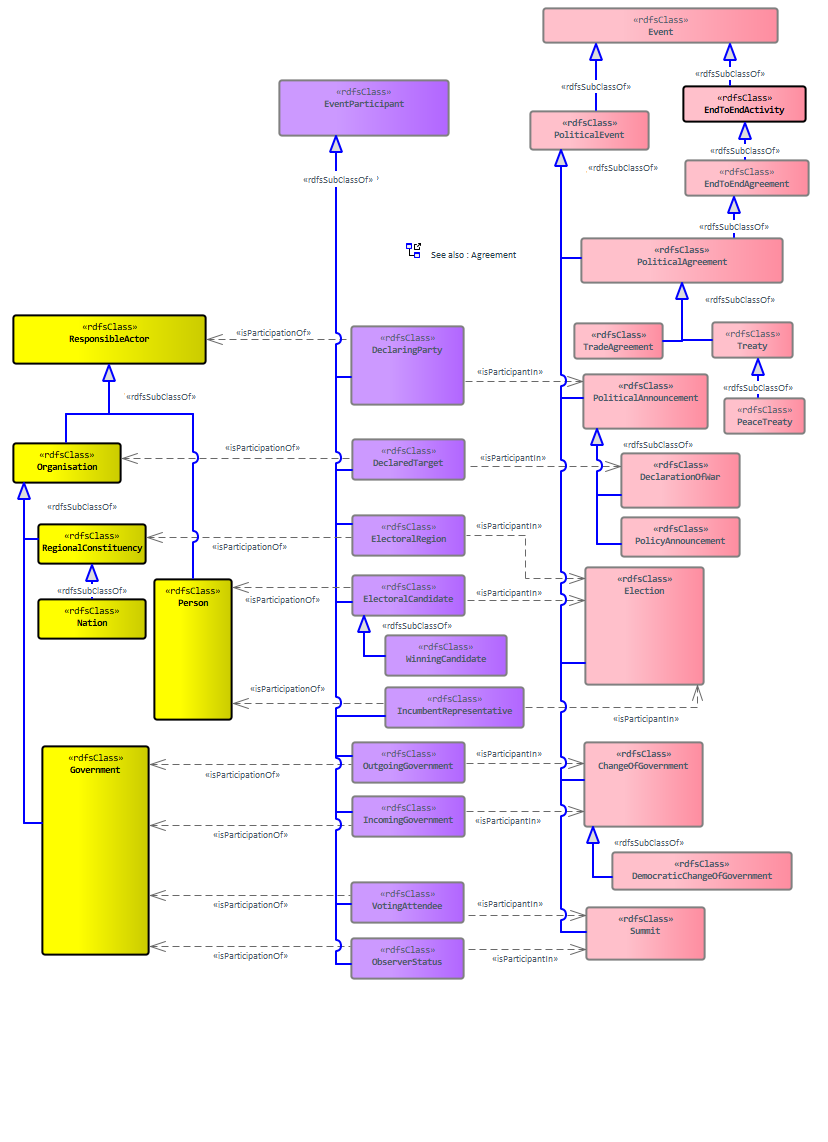 «rdfsClass»
Event
«rdfsSubClassOf»
«rdfsSubClassOf»
«rdfsClass»
EventParticipant
«rdfsClass»
EndToEndActivity
«rdfsClass»
PoliticalEvent
«rdfsSubClassOf»
«rdfsSubClassOf»
«rdfsSubClassOf»
«rdfsClass»
EndToEndAgreement
«rdfsSubClassOf»
«rdfsClass»
PoliticalAgreement
See also : Agreement
«rdfsSubClassOf»
«rdfsClass»
ResponsibleActor
«isParticipationOf»
«rdfsClass»
DeclaringParty
«rdfsClass»
TradeAgreement
«rdfsClass»
Treaty
«isParticipantIn»
«rdfsClass»
PoliticalAnnouncement
«rdfsSubClassOf»
«rdfsSubClassOf»
«rdfsClass»
PeaceTreaty
«rdfsClass»
Organisation
«isParticipationOf»
«rdfsClass»
DeclaredTarget
«isParticipantIn»
«rdfsSubClassOf»
«rdfsClass»
DeclarationOfWar
«rdfsSubClassOf»
«rdfsClass»
RegionalConstituency
«isParticipationOf»
«rdfsClass»
ElectoralRegion
«isParticipantIn»
«rdfsClass»
PolicyAnnouncement
«rdfsSubClassOf»
«rdfsClass»
Nation
«rdfsClass»
Person
«isParticipationOf»
«rdfsClass»
ElectoralCandidate
«isParticipantIn»
«rdfsClass»
Election
«rdfsSubClassOf»
«rdfsClass»
WinningCandidate
«isParticipationOf»
«rdfsClass»
IncumbentRepresentative
«isParticipantIn»
«rdfsClass»
Government
«isParticipationOf»
«rdfsClass»
OutgoingGovernment
«isParticipantIn»
«rdfsClass»
ChangeOfGovernment
«isParticipationOf»
«rdfsClass»
IncomingGovernment
«isParticipantIn»
«rdfsSubClassOf»
«rdfsClass»
DemocraticChangeOfGovernment
«isParticipationOf»
«rdfsClass»
VotingAttendee
«isParticipantIn»
«rdfsClass»
Summit
«isParticipationOf»
«rdfsClass»
ObserverStatus
«isParticipantIn»